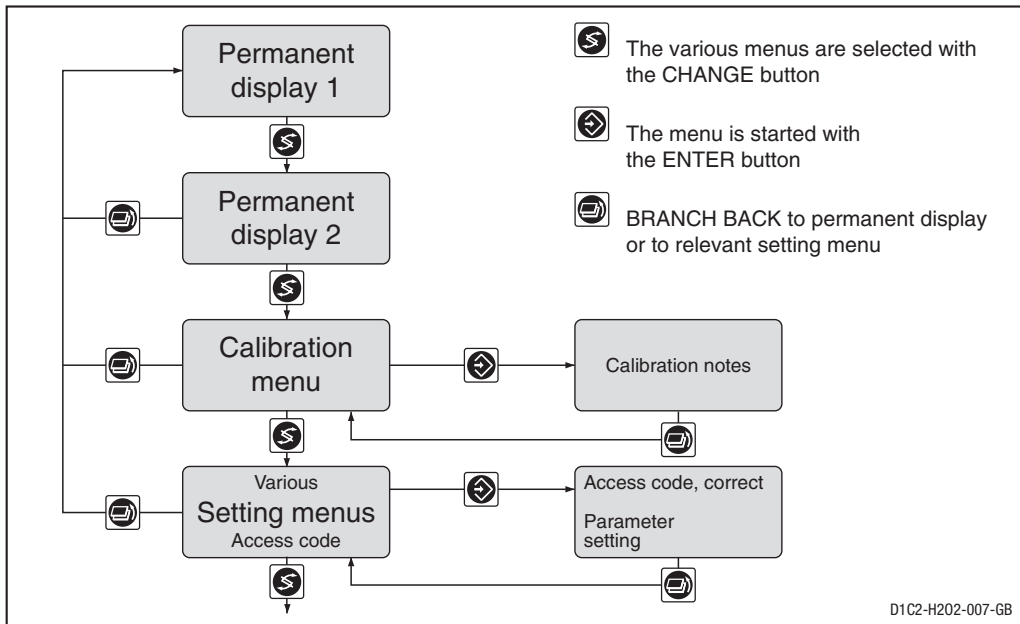 Permanent
display 1
Permanent
display 2
Calibration
menu
Calibration notes
Various
Setting menus
Access code
Access code, correct
Parameter
setting
The various menus are selected with
the CHANGE button
The menu is started with
the ENTER button
BRANCH BACK to permanent display
or to relevant setting menu
D1C2-H2O2-007-GB